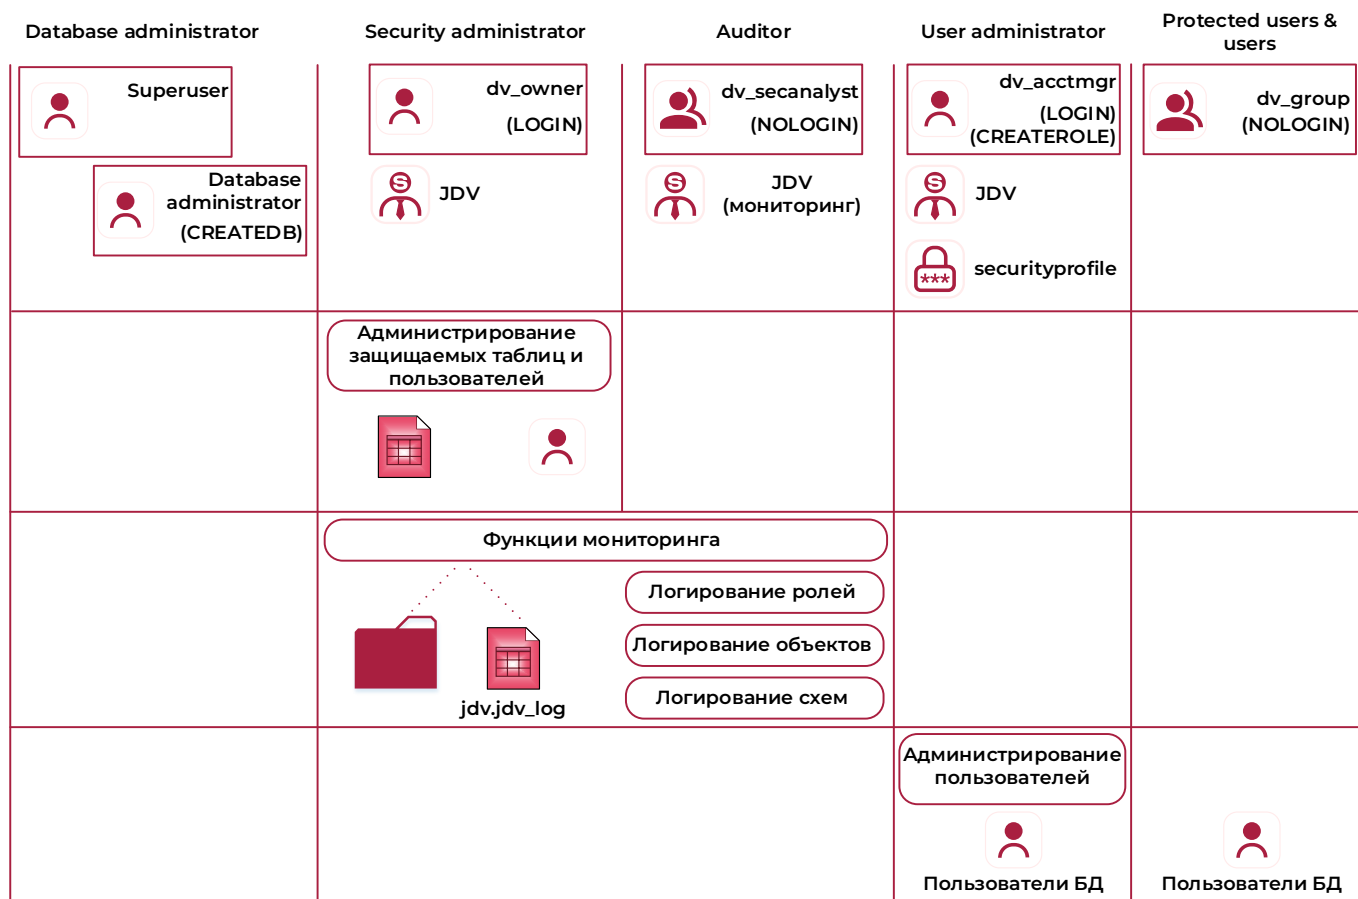 Database administrator
Security administrator
Auditor
User administrator
Protected users &
users
Superuser
Database
administrator
(CREATEDB)
dv_owner
(LOGIN)
JDV
dv_secanalyst
(NOLOGIN)
JDV
(мониторинг)
dv_acctmgr
(LOGIN)
(CREATEROLE)
JDV
***
securityprofile
dv_group
(NOLOGIN)
Администрирование
защищаемых таблиц и
пользователей
Функции мониторинга
jdv.jdv_log
Логирование ролей
Логирование объектов
Логирование схем
Администрирование
пользователей
Пользователи БД
Пользователи БД